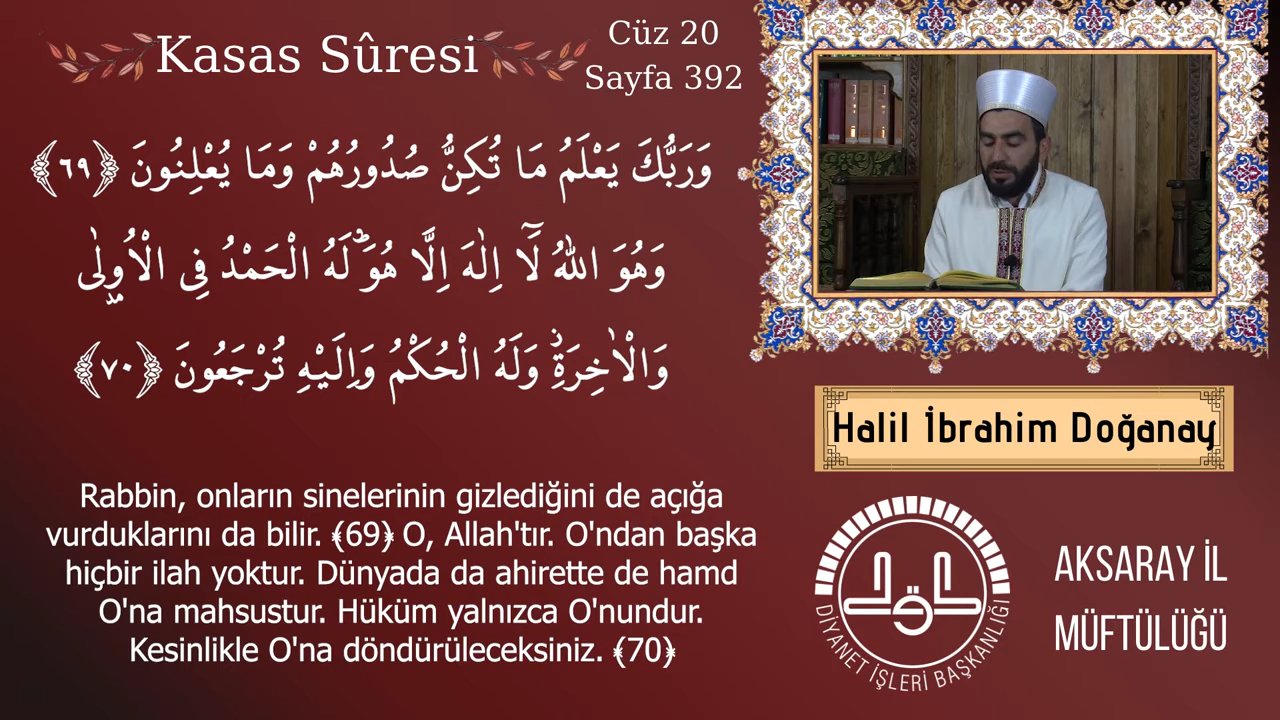 Kasas Sûresi
Cüz 20
Sayfa 392
وَرَبُّكَ يَعْلَمُ مَا تُكِنُّ صُدُورُهُمْ وَمَا يُعْلِنُونَ ﴿٦٩﴾
وَهُوَ اللّٰهُ لَٓا اِلٰهَ اِلَّا هُوَۜ لَهُ الْحَمْدُ فِي الْاُو۫لٰى
وَالْاٰخِرَةِۘ وَلَهُ الْحُكْمُ وَاِلَيْهِ تُرْجَعُونَ ﴿٧٠﴾
Rabbin, onların sinelerinin gizlediğini de açığa
vurduklarını da bilir. ﴾69﴿ O, Allah'tır. O'ndan başka
hiçbir ilah yoktur. Dünyada da ahirette de hamd
O'na mahsustur. Hüküm yalnızca O'nundur.
Kesinlikle O'na döndürüleceksiniz. ﴾70﴿
Halil İbrahim Doğanay
DİYANET İŞLERİ BAŞKANLIĞI
AKSARAY İL
MÜFTÜLÜĞÜ